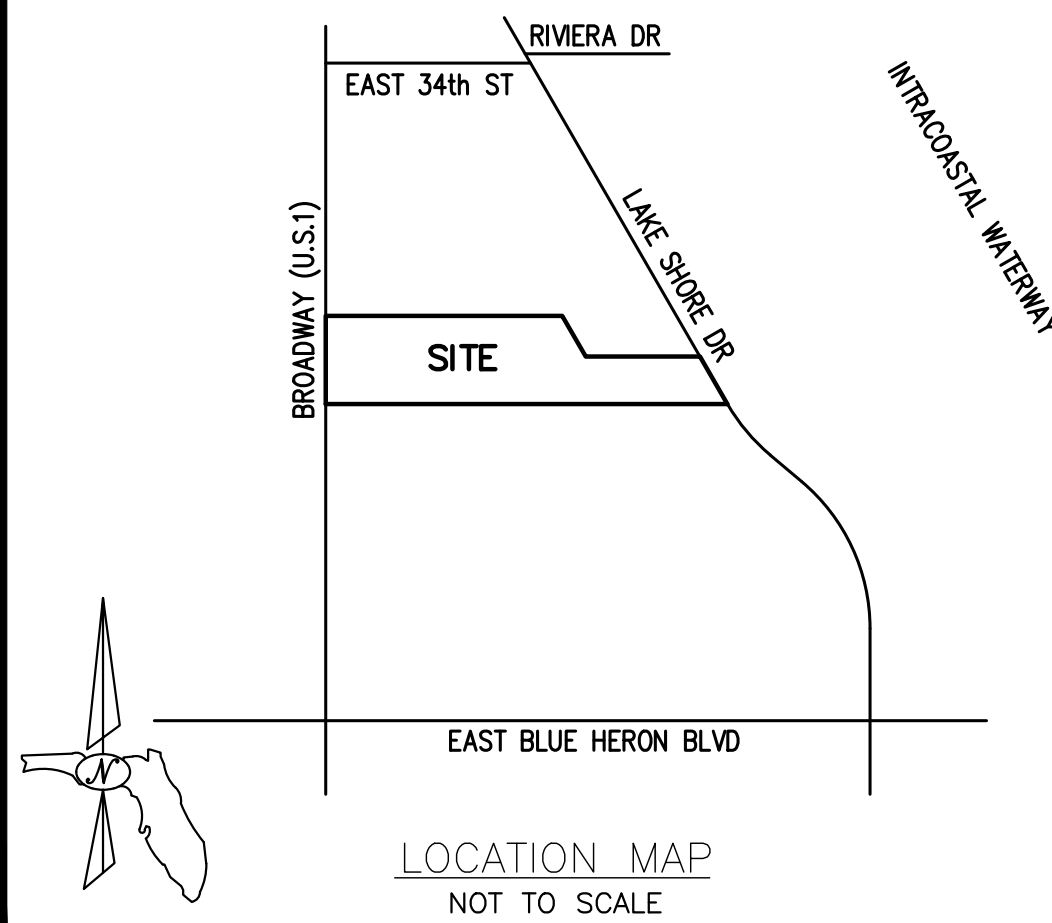 RIVIERA DR
EAST 34th ST
INTRACOASTAL WATERWAY
LAKE SHORE DR
BROADWAY (U.S.1)
SITE
EAST BLUE HERON BLVD
N
LOCATION MAP
NOT TO SCALE